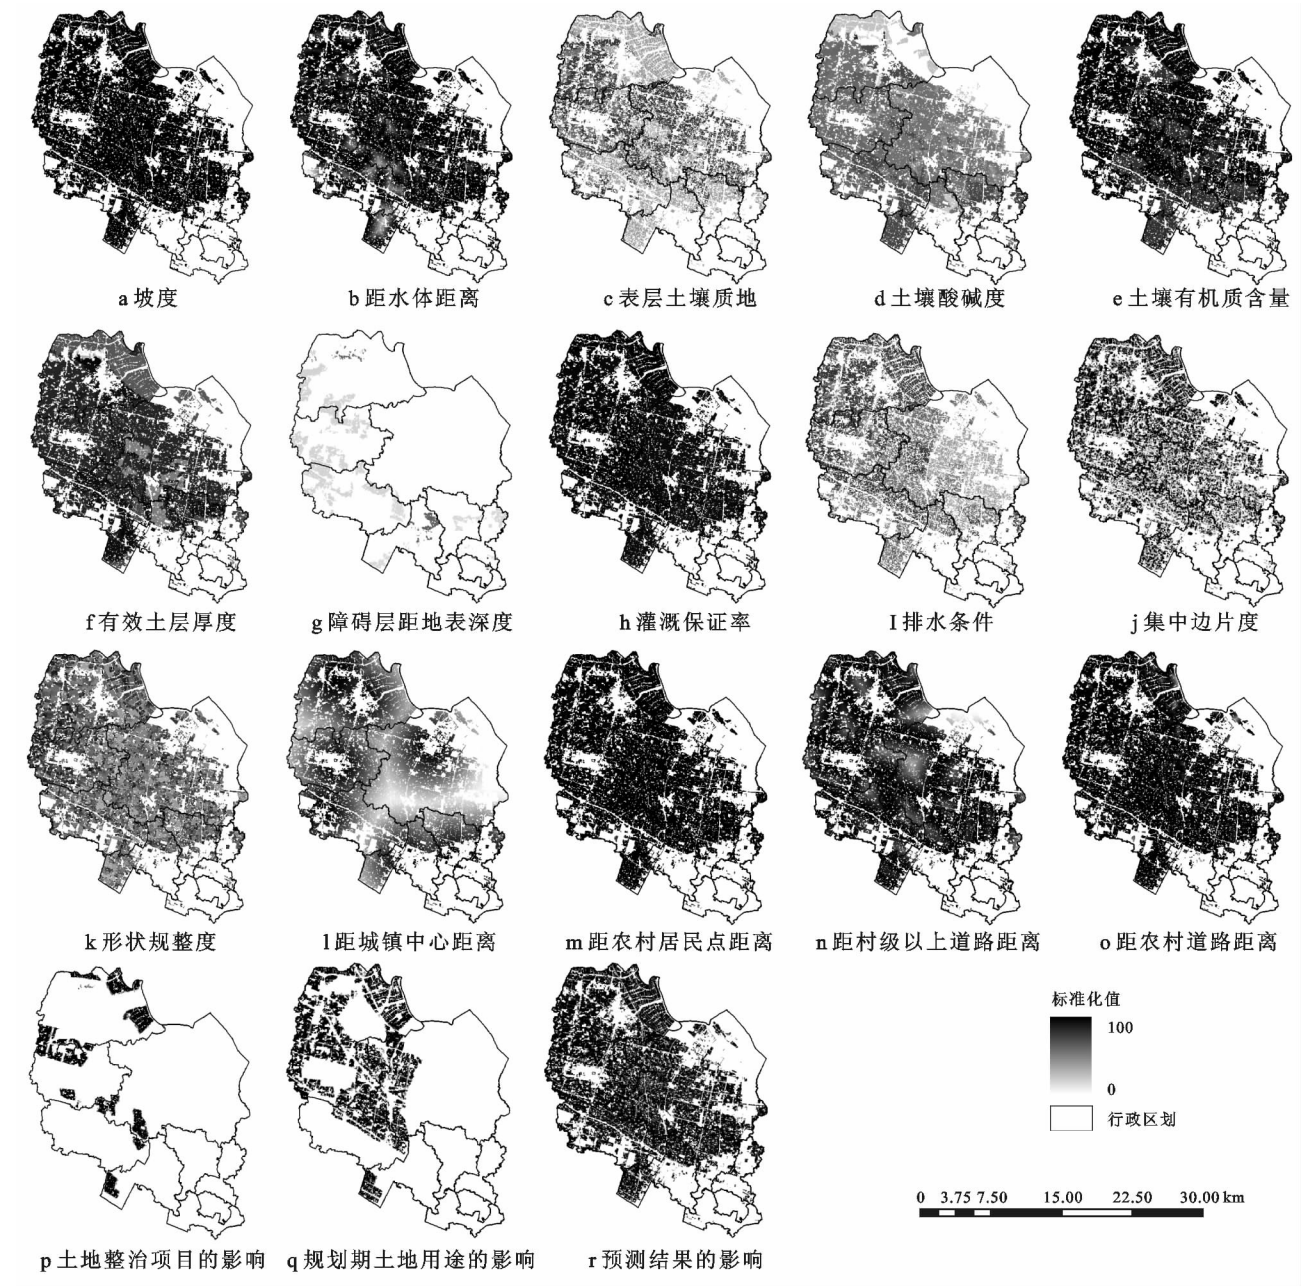 a 坡度
b 距水体距离
c 表层土壤质地
d 土壤酸碱度
e 土壤有机质含量
f 有效土层厚度
g 障碍层距地表深度
h 灌溉保证率
I 排水条件
j 集中边片度
k 形状规整度
l 距城镇中心距离
m 距农村居民点距离
n 距村级以上道路距离
o 距农村道路距离
p 土地整治项目的影响
q 规划期土地用途的影响
r 预测结果的影响
标准化值
100
0
行政区划
0 3.75 7.50 15.00 22.50 30.00 km